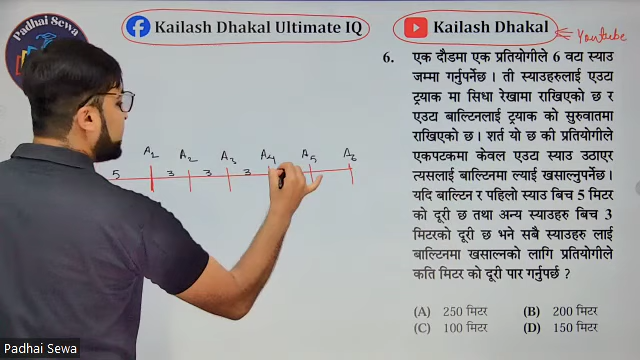 Padhai Sewa
Kailash Dhakal Ultimate IQ
Kailash Dhakal
Youtube
6. एक दौडमा एक प्रतियोगीले 6 वटा स्याउ
जम्मा गर्नुपर्नेछ । ती स्याउहरुलाई एउटा
ट्रयाक मा सिधा रेखामा राखिएको छ र
एउटा बाल्टिनलाई ट्रयाक को सुरुवातमा
राखिएको छ । शर्त यो छ की प्रतियोगीले
एकपटकमा केवल एउटा स्याउ उठाएर
त्यसलाई बाल्टिनमा ल्याई खसाल्नुपर्नेछ ।
यदि बाल्टिन र पहिलो स्याउ बिच 5 मिटर
को दूरी छ तथा अन्य स्याउहरु बिच 3
मिटरको दूरी छ भने सबै स्याउहरु लाई
बाल्टिनमा खसाल्नको लागि प्रतियोगीले
कति मिटर को दूरी पार गर्नुपर्छ ?
(A) 250 मिटर (B) 200 मिटर
(C) 100 मिटर (D) 150 मिटर
A1 A2 A3 A4 A5 A6
5 3 3 3
Padhai Sewa